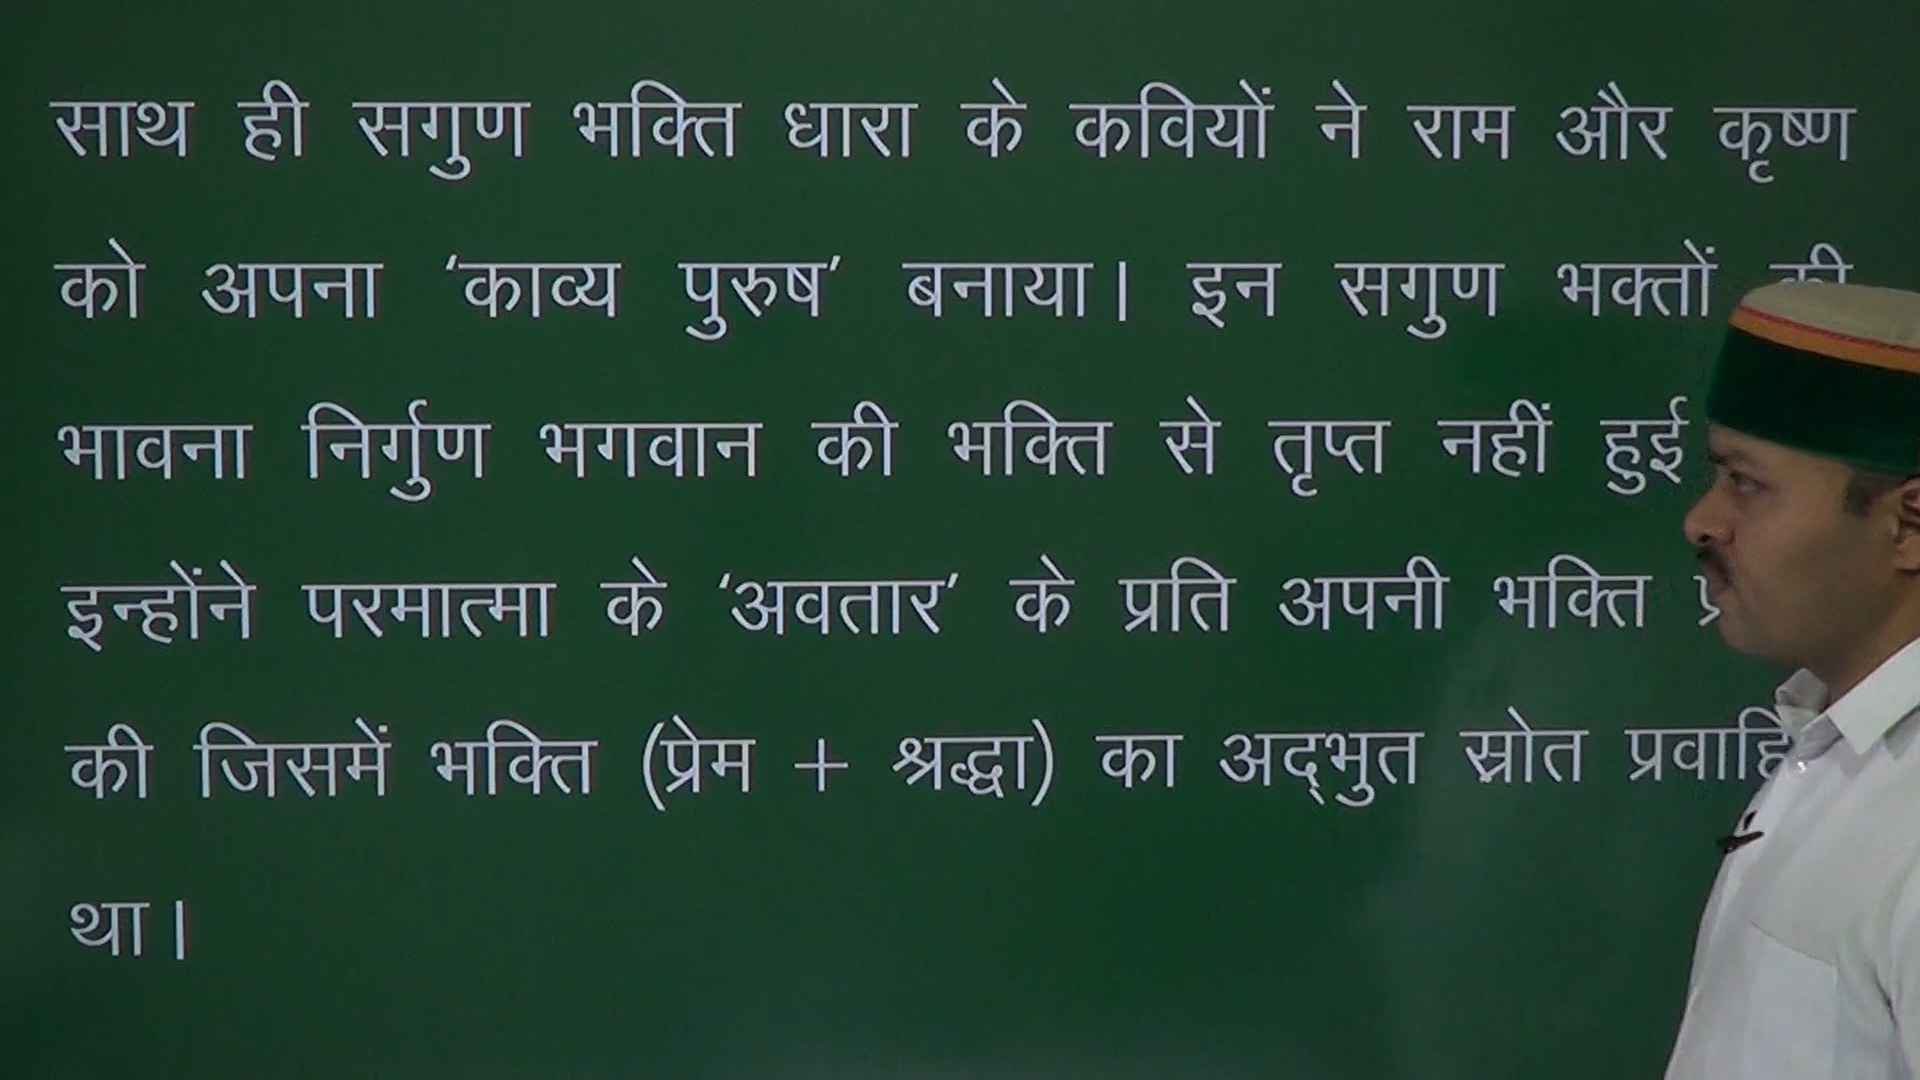 साथ ही सगुण भक्ति धारा के कवियों ने राम और कृष्ण
को अपना ‘काव्य पुरुष’ बनाया। इन सगुण भक्तों की
भावना निर्गुण भगवान की भक्ति से तृप्त नहीं हुई
इन्होंने परमात्मा के ‘अवतार’ के प्रति अपनी भक्ति
की जिसमें भक्ति (प्रेम + श्रद्धा) का अद्‌भुत स्रोत
था।